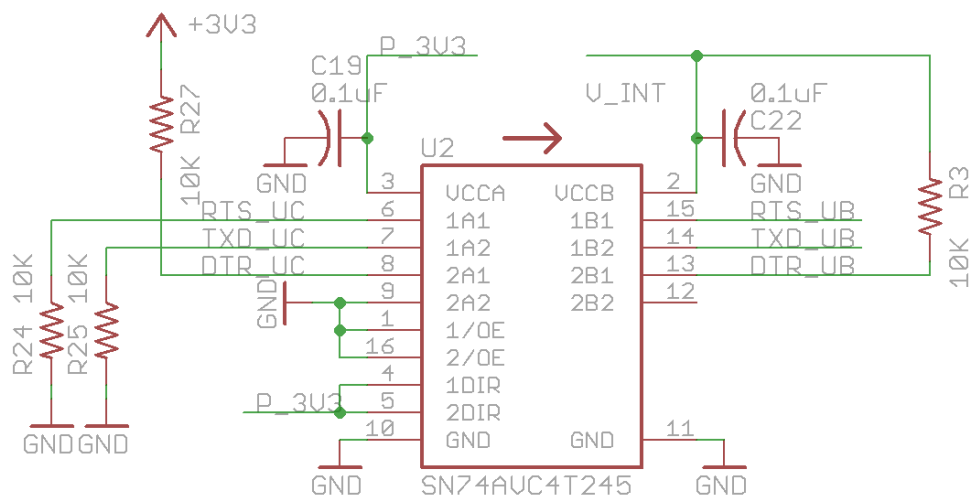 +3V3
P_3V3
C19
0.1uF
V_INT
0.1uF
C22
R27
10K
U2
GND
GND
R3
10K
3 VCCA VCCB 2
RTS_UC 6 1A1 1B1 15 RTS_UB
TXD_UC 7 1A2 1B2 14 TXD_UB
DTR_UC 8 2A1 2B1 13 DTR_UB
GND 9 2A2 2B2 12
1 1/OE
16 2/OE
4 1DIR
P_3V3 5 2DIR
10 GND GND 11
R24 10K
R25 10K
GND GND
GND
SN74AVC4T245
GND